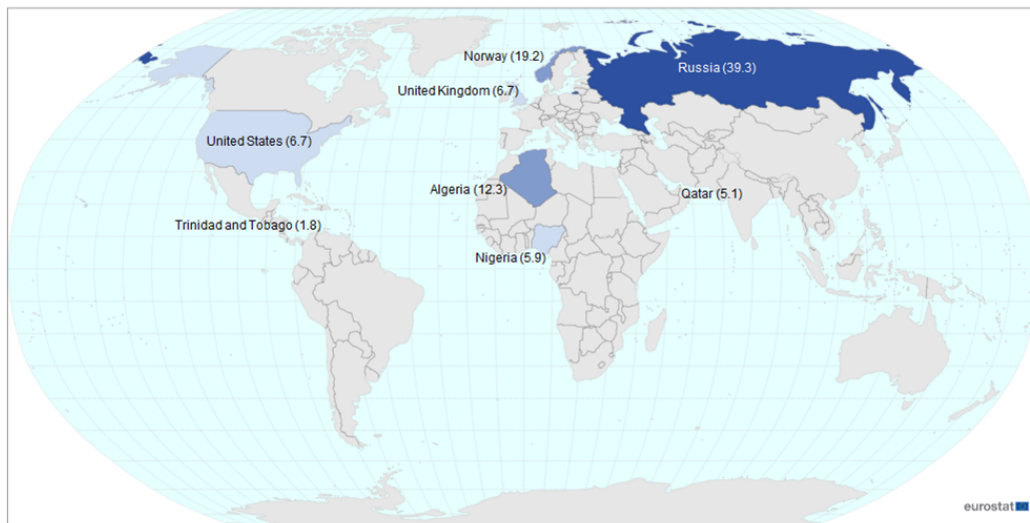 Norway (19.2)
Russia (39.3)
United Kingdom (6.7)
United States (6.7)
Algeria (12.3)
Qatar (5.1)
Trinidad and Tobago (1.8)
Nigeria (5.9)
eurostat